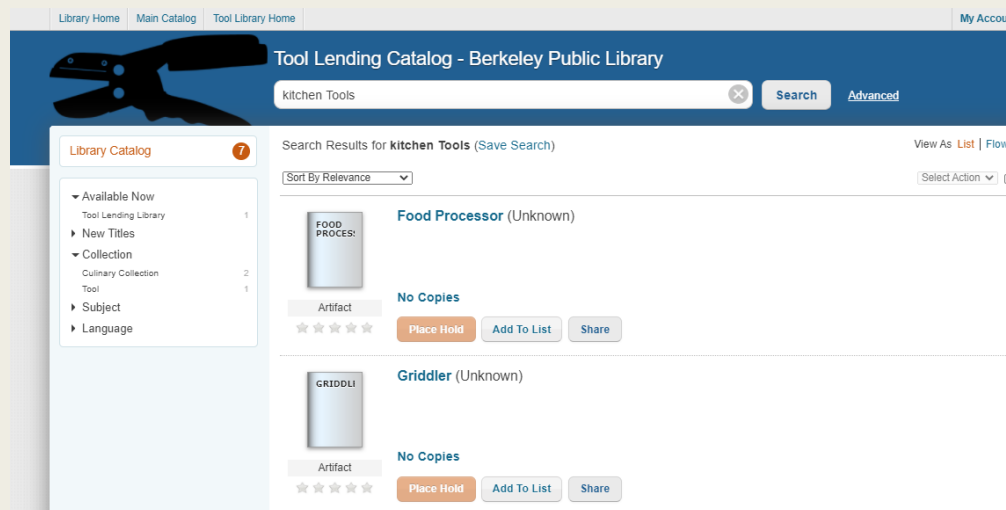 Library Home Main Catalog Tool Library Home My Accou
Tool Lending Catalog - Berkeley Public Library
kitchen Tools Search Advanced
Library Catalog 7
Search Results for kitchen Tools (Save Search) View As List | Flow
Sort By Relevance Select Action
Available Now
Tool Lending Library 1
New Titles
Collection
Culinary Collection 2
Tool 1
Subject
Language
Food Processor (Unknown)
FOOD
PROCES:
No Copies
Artifact
Place Hold Add To List Share
Griddler (Unknown)
GRIDDLI
No Copies
Artifact
Place Hold Add To List Share